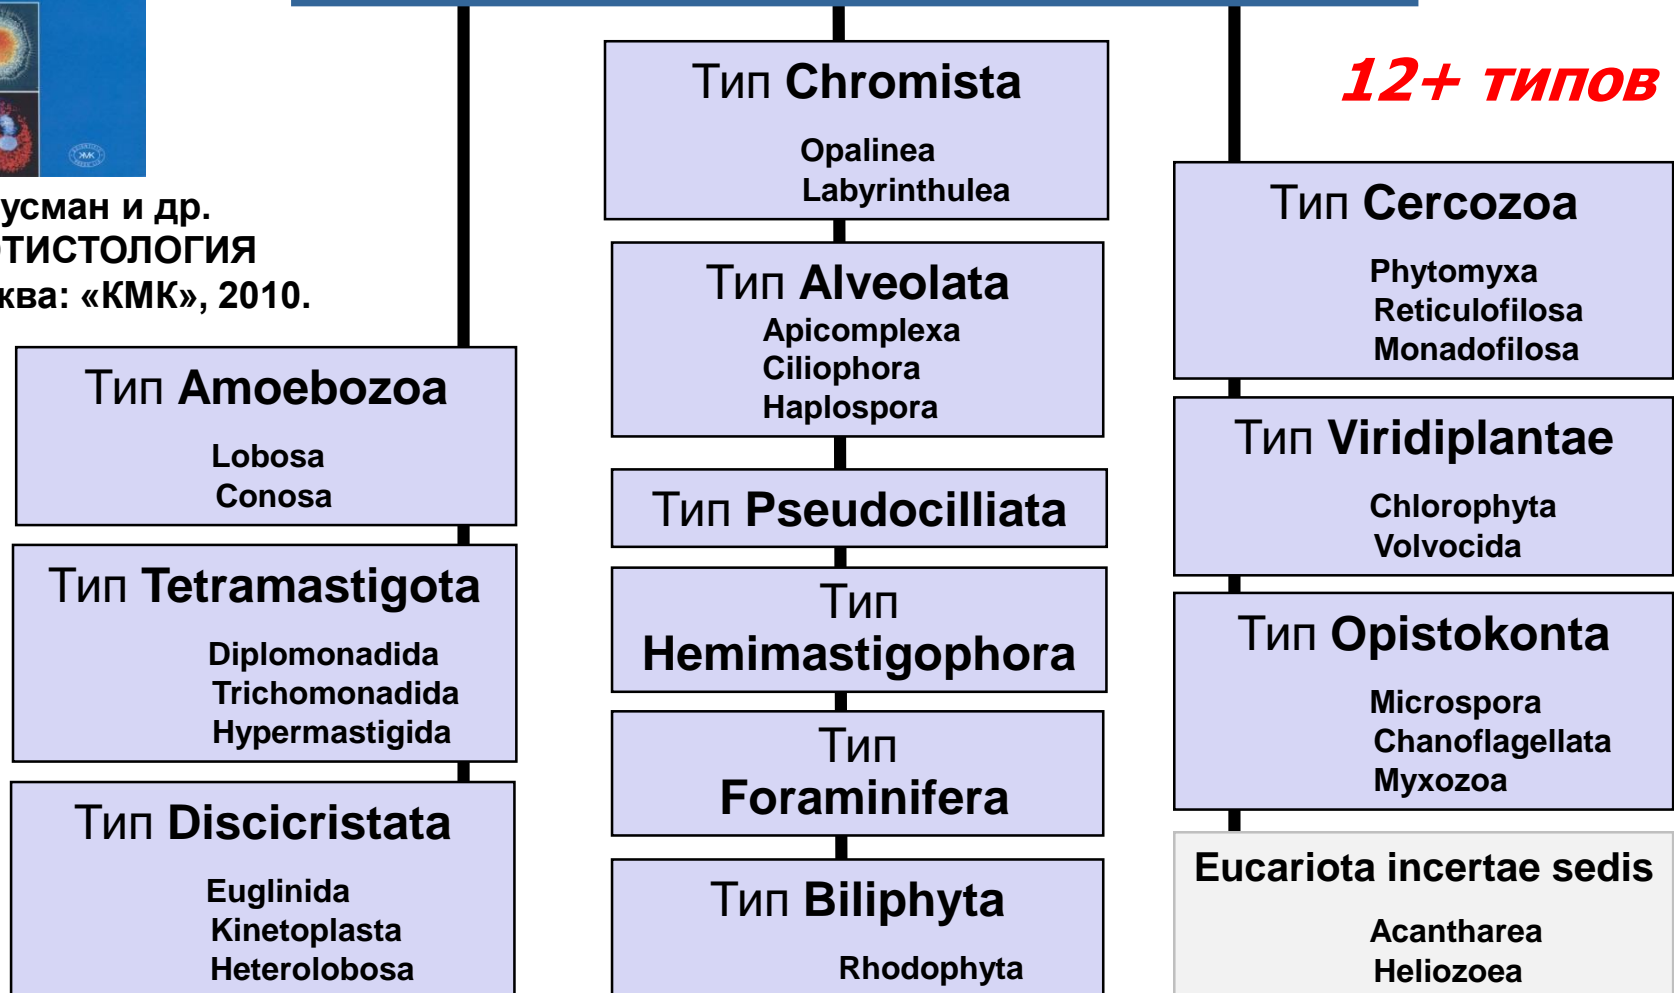 12+ типов
усман и др.
ОТИСТОЛОГИЯ
ква: «КМК», 2010.
Тип Amoebozoa
Lobosa
Conosa
Тип Tetramastigota
Diplomonadida
Trichomonadida
Hypermastigida
Тип Discicristata
Euglinida
Kinetoplasta
Heterolobosa
Тип Chromista
Opalinea
Labyrinthulea
Тип Alveolata
Apicomplexa
Ciliophora
Haplospora
Тип Pseudocilliata
Тип
Hemimastigophora
Тип
Foraminifera
Тип Biliphyta
Rhodophyta
Тип Cercozoa
Phytomyxa
Reticulofilosa
Monadofilosa
Тип Viridiplantae
Chlorophyta
Volvocida
Тип Opistokonta
Microspora
Chanoflagellata
Myxozoa
Eucariota incertae sedis
Acantharea
Heliozoea